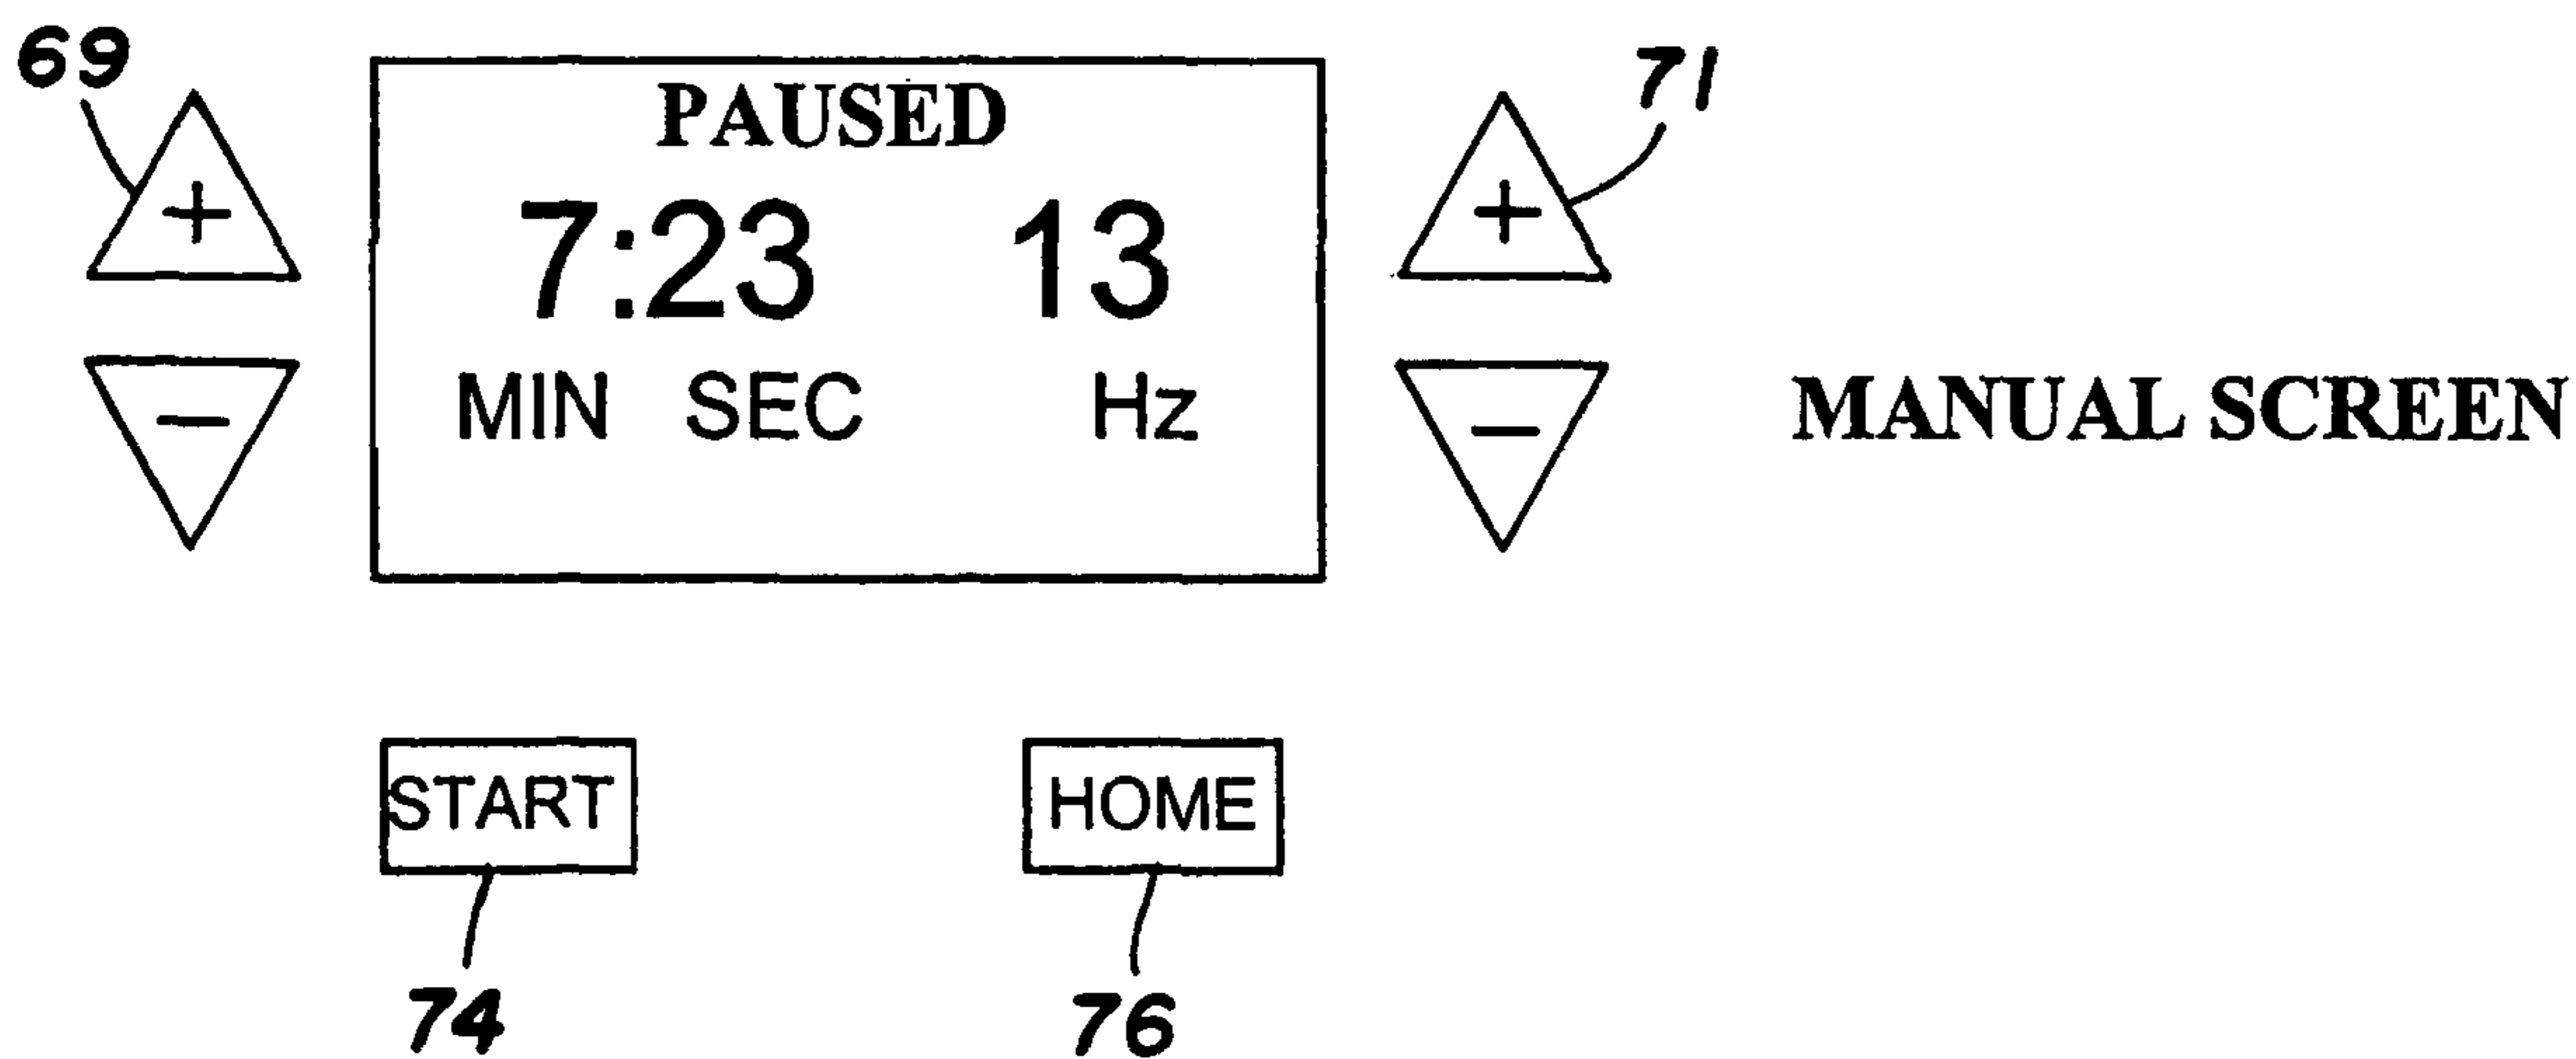 69
71
PAUSED
+
7:23 13
+
MIN SEC Hz
−
−
MANUAL SCREEN
START
HOME
74
76